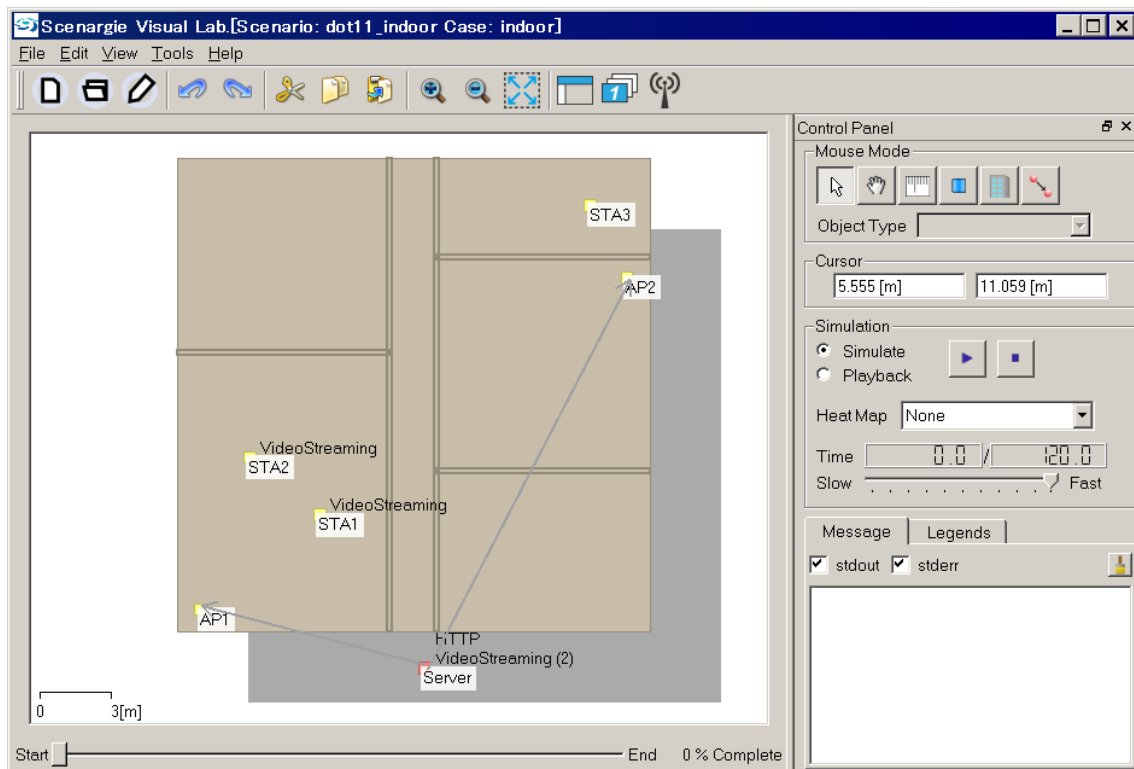 Scenargie Visual Lab.[Scenario: dot11_indoor Case: indoor]
File Edit View Tools Help
1
Control Panel
Mouse Mode
Object Type
Cursor
5.555 [m] 11.059 [m]
Simulation
Simulate
Playback
Heat Map None
Time 0.0 / 120.0
Slow Fast
Message Legends
stdout stderr
STA3
AP2
VideoStreaming
STA2
VideoStreaming
STA1
AP1
HTTP
VideoStreaming (2)
Server
0 3[m]
Start End 0 % Complete